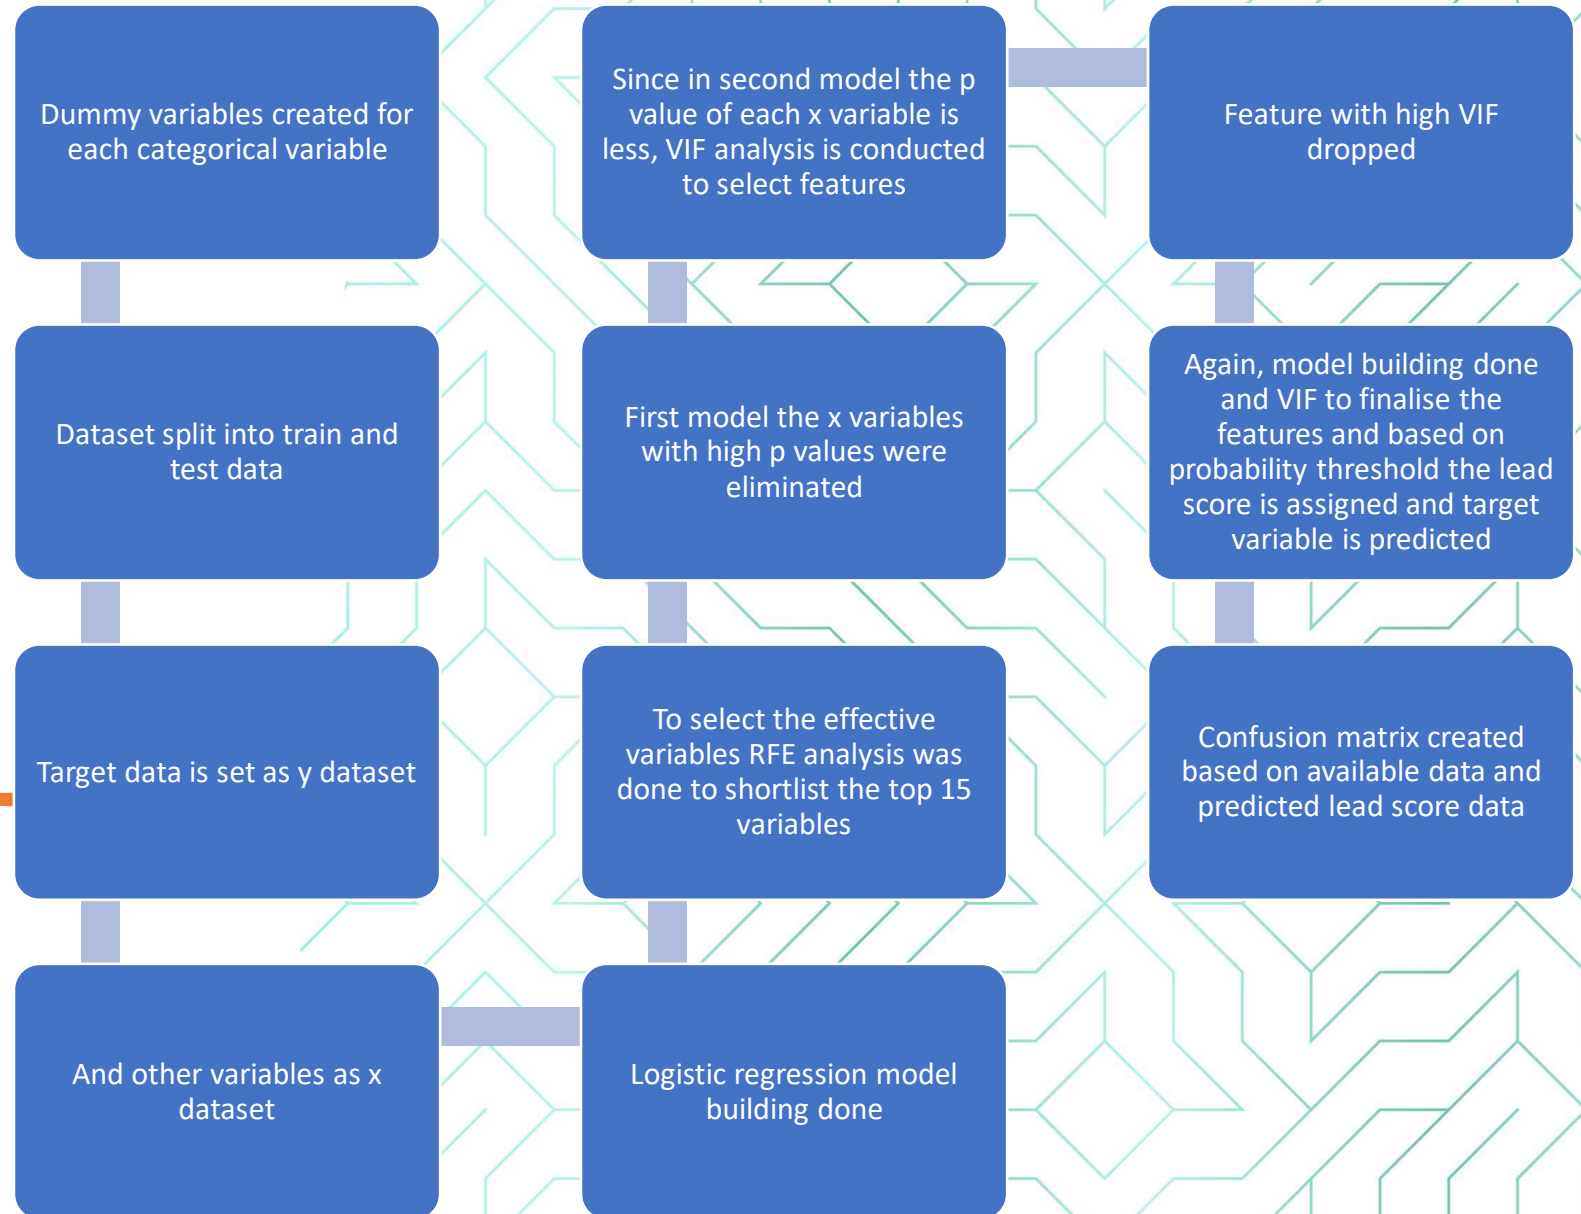 Dummy variables created for
each categorical variable
Dataset split into train and
test data
Target data is set as y dataset
And other variables as x
dataset
Logistic regression model
building done
To select the effective
variables RFE analysis was
done to shortlist the top 15
variables
First model the x variables
with high p values were
eliminated
Since in second model the p
value of each x variable is
less, VIF analysis is conducted
to select features
Feature with high VIF
dropped
Again, model building done
and VIF to finalise the
features and based on
probability threshold the lead
score is assigned and target
variable is predicted
Confusion matrix created
based on available data and
predicted lead score data